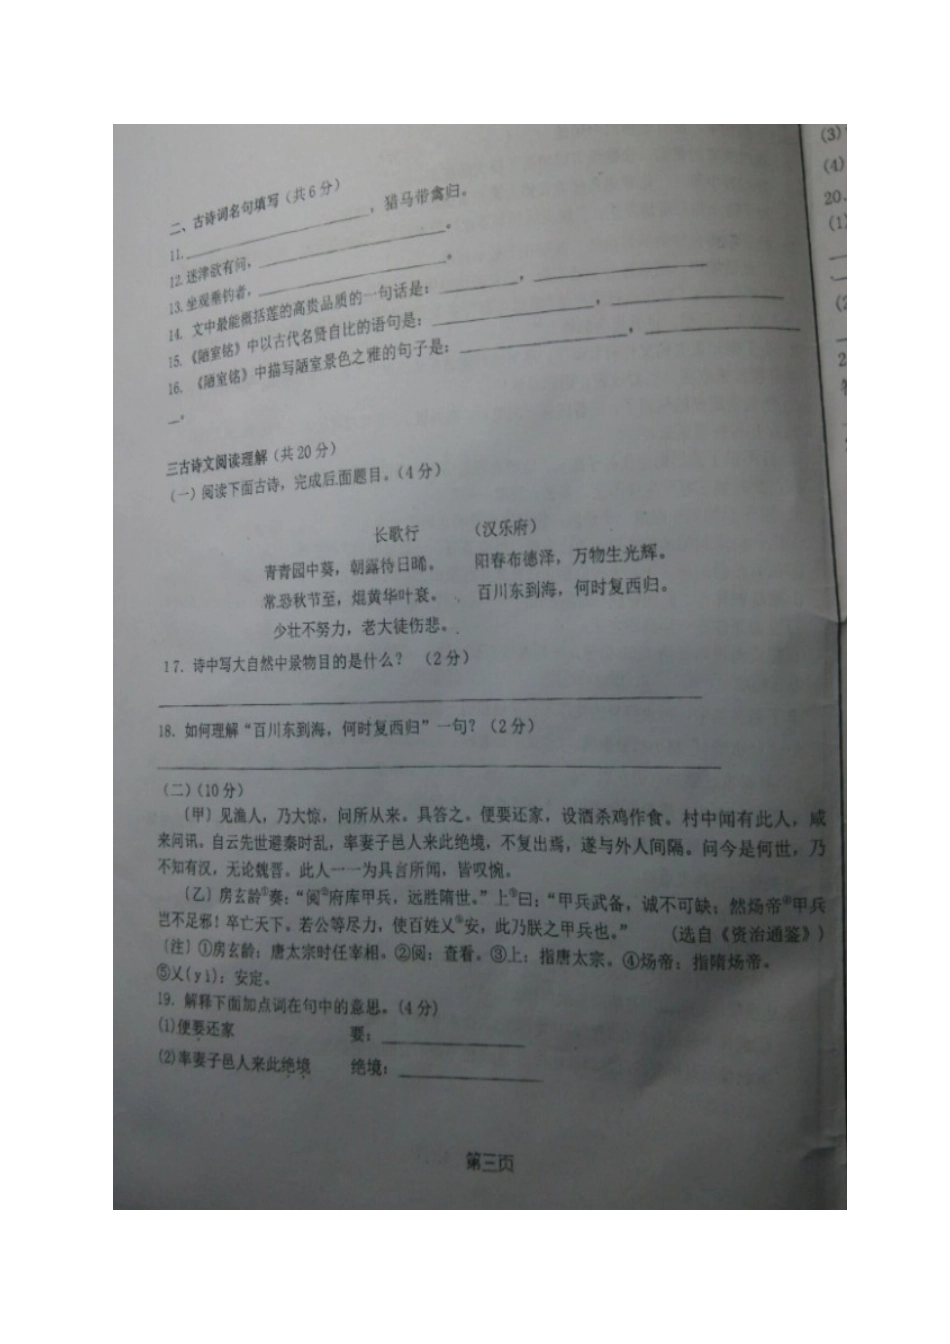 二、古诗词名句填写(共6分)
11.____，猎马带禽归。
12.迷津欲有问，____。
13.坐观垂钓者，____。
14. 文中最能概括莲的高贵品质的一句话是：____，____
15.《陋室铭》中以古代名贤自比的语句是：____，____
16. 《陋室铭》中描写陋室景色之雅的句子是：____，____
__。
三古诗文阅读理解(共20分)
(一)阅读下面古诗，完成后面题目。(4分)
长歌行 (汉乐府)
青青园中葵，朝露待日晞。 阳春布德泽，万物生光辉。
常恐秋节至，焜黄华叶衰。 百川东到海，何时复西归。
少壮不努力，老大徒伤悲。
17. 诗中写大自然中景物目的是什么？ (2分)
18. 如何理解“百川东到海，何时复西归”一句？(2分)
(二)(10分)
〔甲〕见渔人，乃大惊，问所从来。具答之。便要还家，设酒杀鸡作食。村中闻有此人，咸
来问讯。自云先世避秦时乱，率妻子邑人来此绝境，不复出焉，遂与外人间隔。问今是何世，乃
不知有汉，无论魏晋。此人一一为具言所闻，皆叹惋。
〔乙〕房玄龄①奏：“阅②府库甲兵，远胜隋世。”上③曰：“甲兵武备，诚不可缺；然炀帝④甲兵
岂不足邪！卒亡天下。若公等尽力，使百姓乂⑤安，此乃朕之甲兵也。” (选自《资治通鉴》)
〔注〕①房玄龄：唐太宗时任宰相。②阅：查看。③上：指唐太宗。④炀帝：指隋炀帝。
⑤乂(yì)：安定。
19. 解释下面加点词在句中的意思。(4分)
(1)便要还家 要：____
(2)率妻子邑人来此绝境 绝境：____
第三页
(3)
(4)
20.
(1)
(2
2